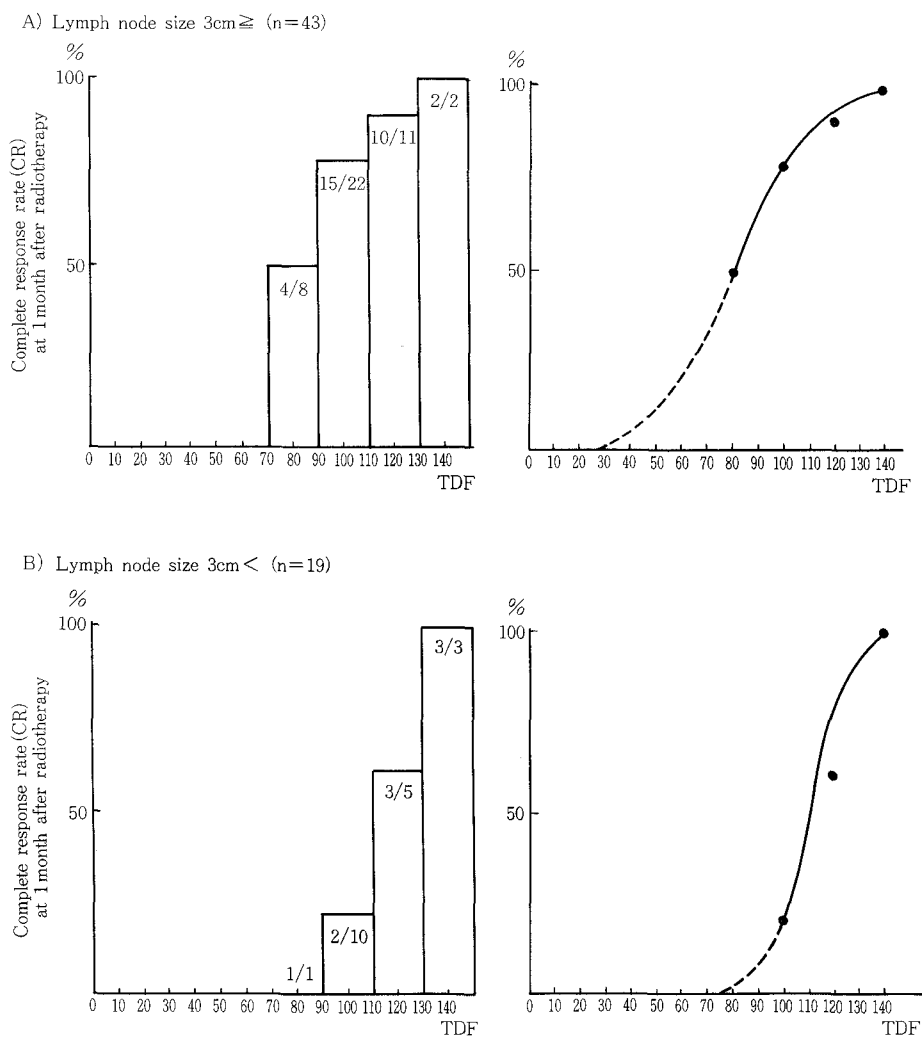 A) Lymph node size 3cm≧ (n=43)
%
100
50
Complete response rate(CR)
at 1 month after radiotherapy
4/8
15/22
10/11
2/2
0 10 20 30 40 50 60 70 80 90 100 110 120 130 140
TDF
%
100
50
0 10 20 30 40 50 60 70 80 90 100 110 120 130 140
TDF
B) Lymph node size 3cm< (n=19)
%
100
50
Complete response rate(CR)
at 1 month after radiotherapy
1/1
2/10
3/5
3/3
0 10 20 30 40 50 60 70 80 90 100 110 120 130 140
TDF
%
100
50
0 10 20 30 40 50 60 70 80 90 100 110 120 130 140
TDF